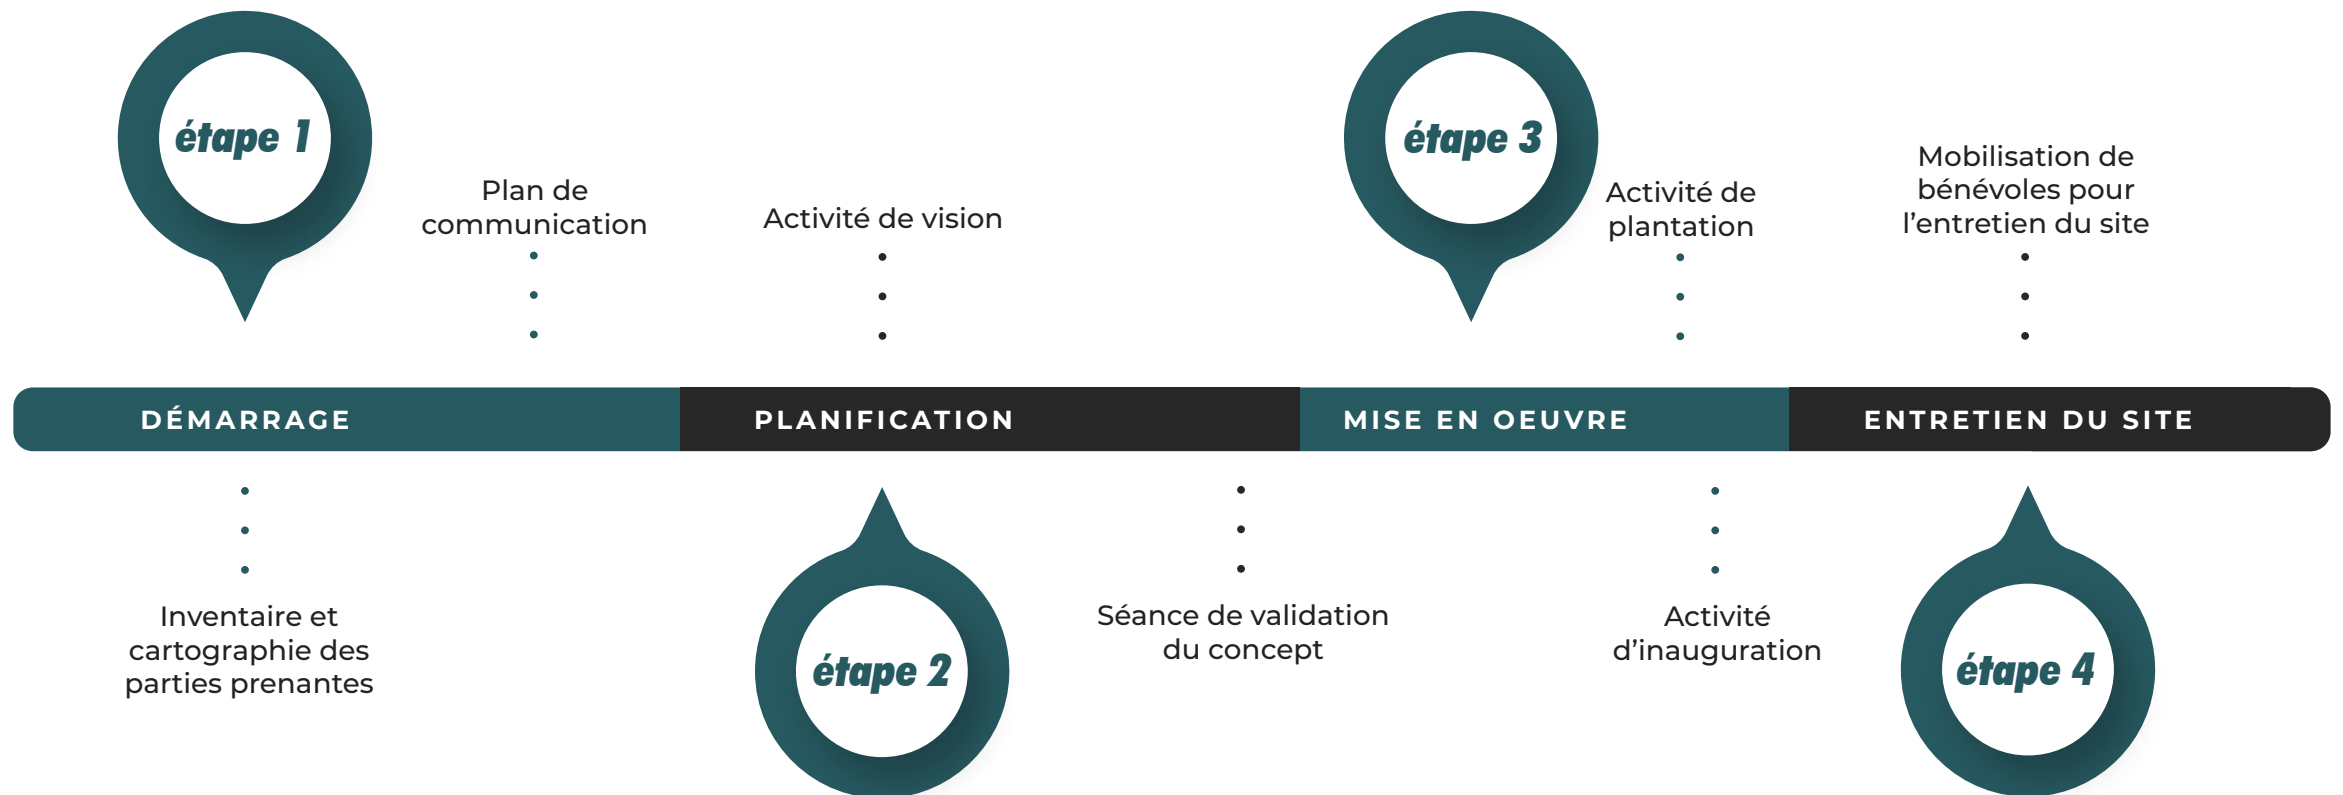 étape 1
Plan de
communication
Activité de vision
étape 3
Activité de
plantation
Mobilisation de
bénévoles pour
l’entretien du site
DÉMARRAGE
PLANIFICATION
MISE EN OEUVRE
ENTRETIEN DU SITE
Inventaire et
cartographie des
parties prenantes
étape 2
Séance de validation
du concept
Activité
d’inauguration
étape 4